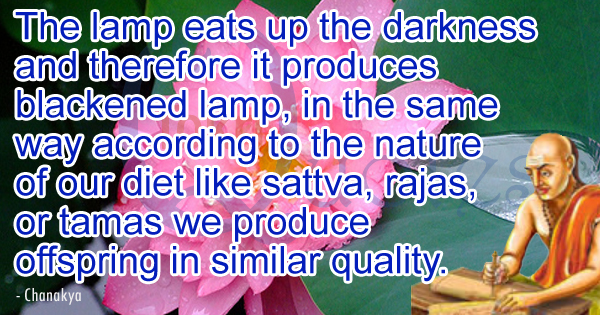 The lamp eats up the darkness
and therefore it produces
blackened lamp, in the same
way according to the nature
of our diet like sattva, rajas,
or tamas we produce
offspring in similar quality.
- Chanakya